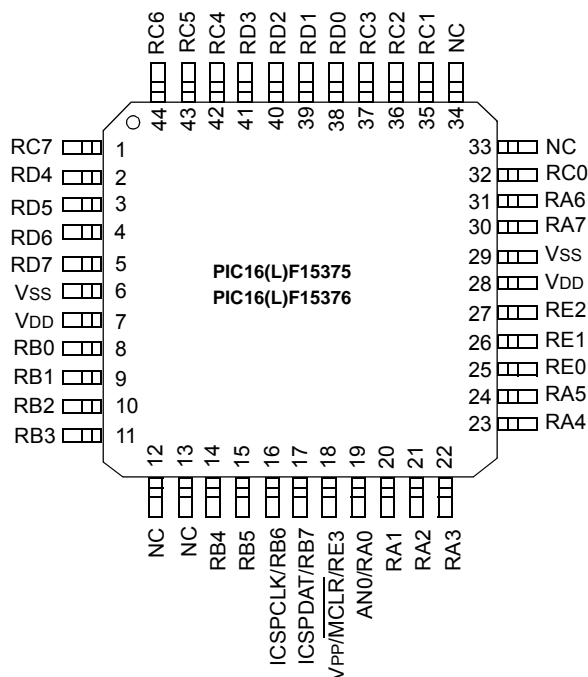 RC6
RC5
RC4
RD3
RD2
RD1
RD0
RC3
RC2
RC1
NC
44
43
42
41
40
39
38
37
36
35
34
RC7 1
RD4 2
RD5 3
RD6 4
RD7 5
VSS 6
VDD 7
RB0 8
RB1 9
RB2 10
RB3 11
PIC16(L)F15375
PIC16(L)F15376
33 NC
32 RC0
31 RA6
30 RA7
29 VSS
28 VDD
27 RE2
26 RE1
25 RE0
24 RA5
23 RA4
12
13
14
15
16
17
18
19
20
21
22
NC
NC
RB4
RB5
ICSPCLK/RB6
ICSPDAT/RB7
VPP/MCLR/RE3
AN0/RA0
RA1
RA2
RA3